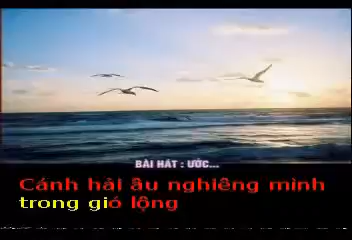 BÀI HÁT : ƯỚC...
Cánh hải âu nghiêng mình
trong gió lộng